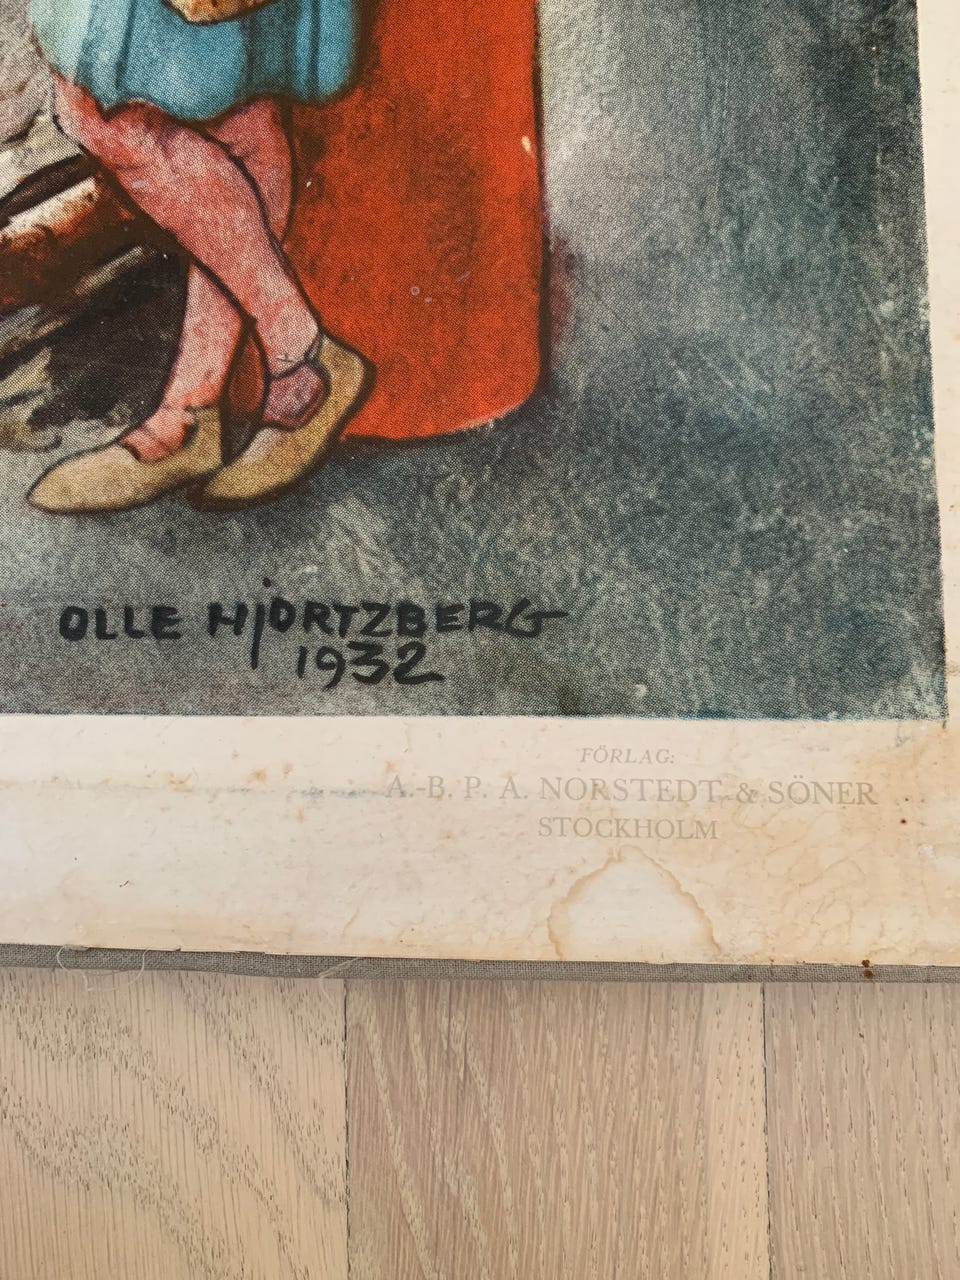 OLLE HJORTZBERG
1932
FÖRLAG:
A.-B. P. A. NORSTEDT & SÖNER
STOCKHOLM